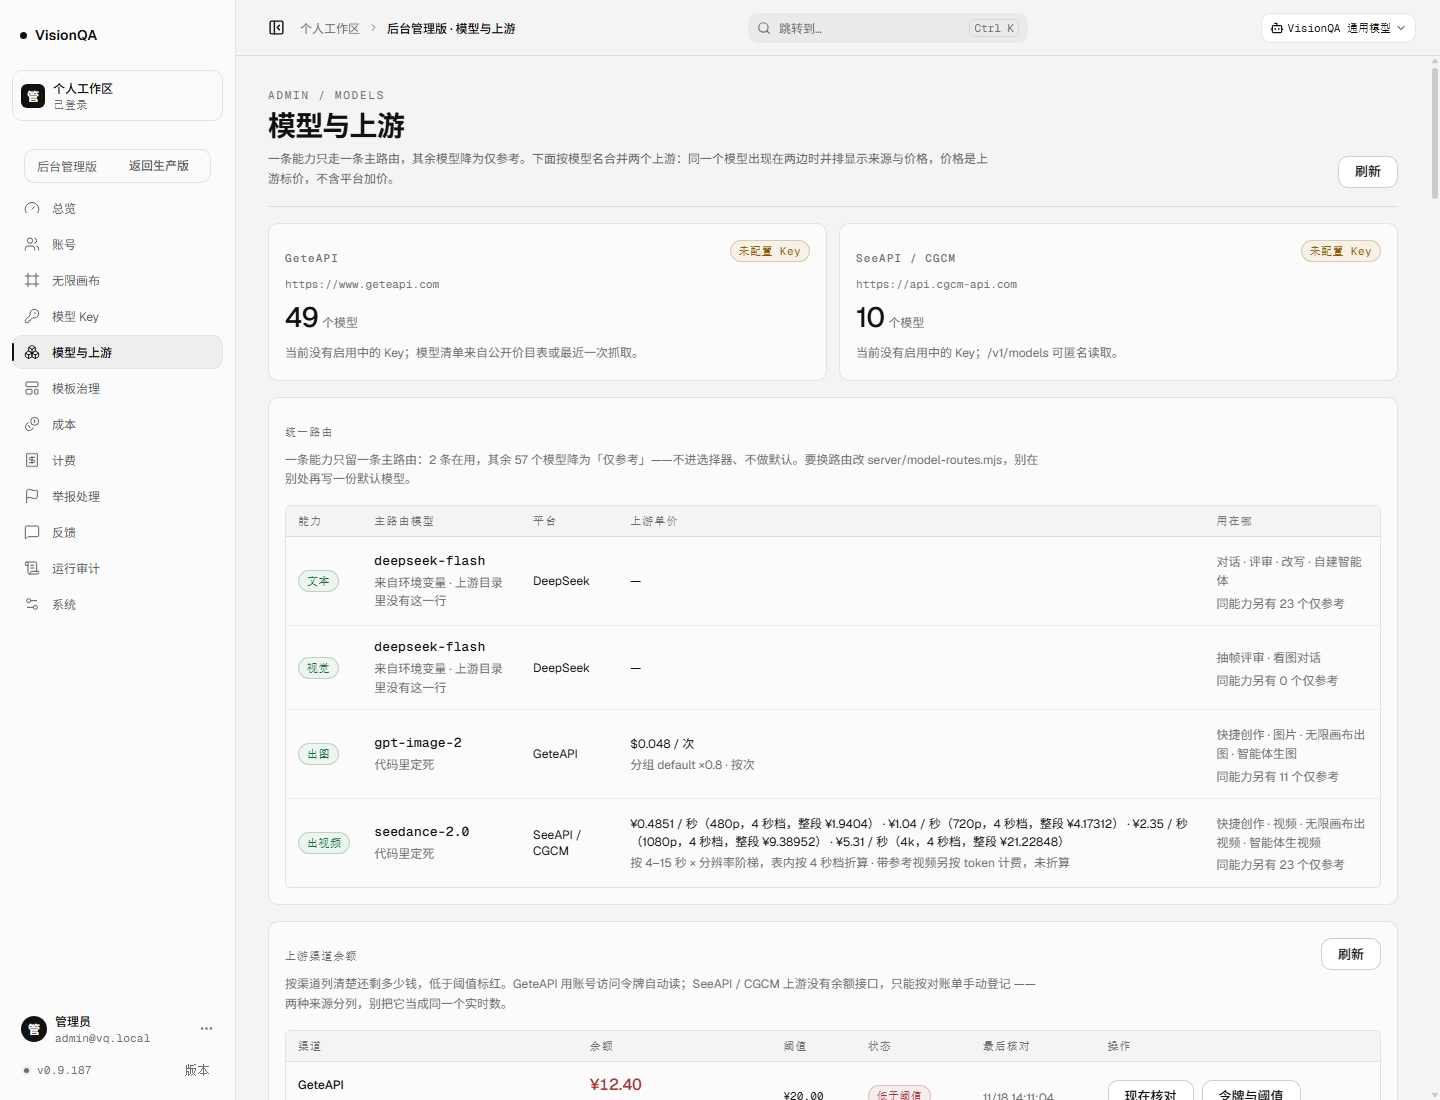 VisionQA
管
个人工作区
已登录
后台管理版
返回生产版
总览
账号
无限画布
模型 Key
模型与上游
模板治理
成本
计费
举报处理
反馈
运行审计
系统
管
管理员
admin@vq.local
v0.9.187
版本
个人工作区
后台管理版 · 模型与上游
跳转到...
Ctrl K
VisionQA 通用模型
ADMIN / MODELS
模型与上游
一条能力只走一条主路由，其余模型降为仅参考。下面按模型名合并两个上游：同一个模型出现在两边时并排显示来源与价格，价格是上
游标价，不含平台加价。
刷新
GeteAPI
未配置 Key
https://www.geteapi.com
49 个模型
当前没有启用中的 Key；模型清单来自公开价目表或最近一次抓取。
SeeAPI / CGCM
未配置 Key
https://api.cgcm-api.com
10 个模型
当前没有启用中的 Key；/v1/models 可匿名读取。
统一路由
一条能力只留一条主路由：2 条在用，其余 57 个模型降为「仅参考」——不进选择器、不做默认。要换路由改 server/model-routes.mjs，别在
别处再写一份默认模型。
能力
主路由模型
平台
上游单价
用在哪
文本
deepseek-flash
来自环境变量 · 上游目录
里没有这一行
DeepSeek
—
对话 · 评审 · 改写 · 自建智能
体
同能力另有 23 个仅参考
视觉
deepseek-flash
来自环境变量 · 上游目录
里没有这一行
DeepSeek
—
抽帧评审 · 看图对话
同能力另有 0 个仅参考
出图
gpt-image-2
代码里定死
GeteAPI
$0.048 / 次
分组 default ×0.8 · 按次
快捷创作 · 图片 · 无限画布出
图 · 智能体生图
同能力另有 11 个仅参考
出视频
seedance-2.0
代码里定死
SeeAPI /
CGCM
¥0.4851 / 秒（480p，4 秒档，整段 ¥1.9404） · ¥1.04 / 秒（720p，4 秒档，整段 ¥4.17312） · ¥2.35 / 秒
（1080p，4 秒档，整段 ¥9.38952） · ¥5.31 / 秒（4k，4 秒档，整段 ¥21.22848）
按 4–15 秒 × 分辨率阶梯，表内按 4 秒档折算 · 带参考视频另按 token 计费，未折算
快捷创作 · 视频 · 无限画布出
视频 · 智能体生视频
同能力另有 23 个仅参考
上游渠道余额
刷新
按渠道列清楚还剩多少钱，低于阈值标红。GeteAPI 用账号访问令牌自动读；SeeAPI / CGCM 上游没有余额接口，只能按对账单手动登记 ——
两种来源分列，别把它当成同一个实时数。
渠道
余额
阈值
状态
最后核对
操作
GeteAPI
¥12.40
¥20.00
低于阈值
11/18 14:11:04
现在核对
令牌与阈值